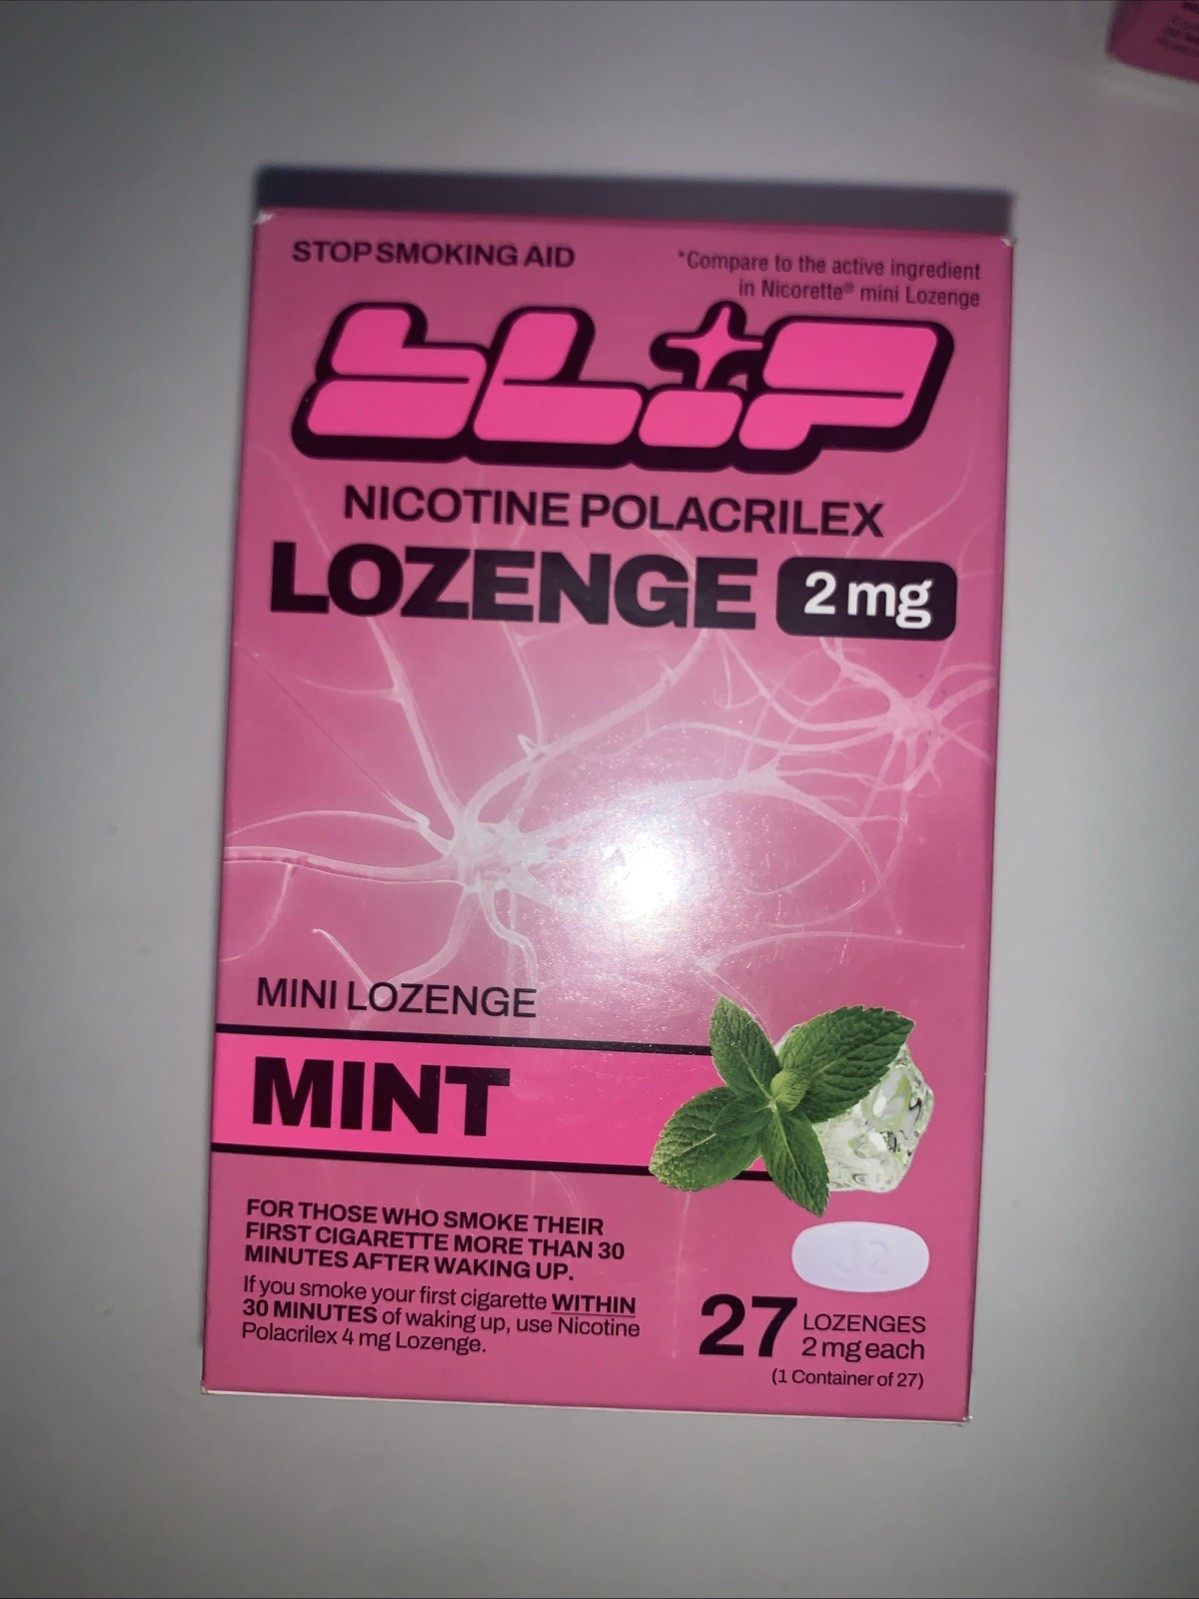 STOP SMOKING AID
*Compare to the active ingredient
in Nicorette® mini Lozenge
SLiP
NICOTINE POLACRILEX
LOZENGE 2 mg
MINI LOZENGE
MINT
FOR THOSE WHO SMOKE THEIR
FIRST CIGARETTE MORE THAN 30
MINUTES AFTER WAKING UP.
If you smoke your first cigarette WITHIN
30 MINUTES of waking up, use Nicotine
Polacrilex 4 mg Lozenge.
J2
27 LOZENGES
2 mg each
(1 Container of 27)